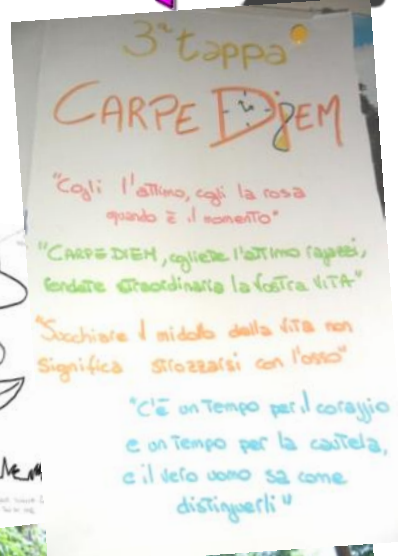 3ª tappa
CARPE DIEM
"Cogli l'attimo, cogli la rosa
quando è il momento"
"CARPE DIEM, cogliete l'attimo ragazzi,
rendete straordinaria la vostra vita"
"Succhiare il midollo della vita non
significa strozzarsi con l'osso"
"C'è un tempo per il coraggio
e un tempo per la cautela,
e il vero uomo sa come
distinguerli"